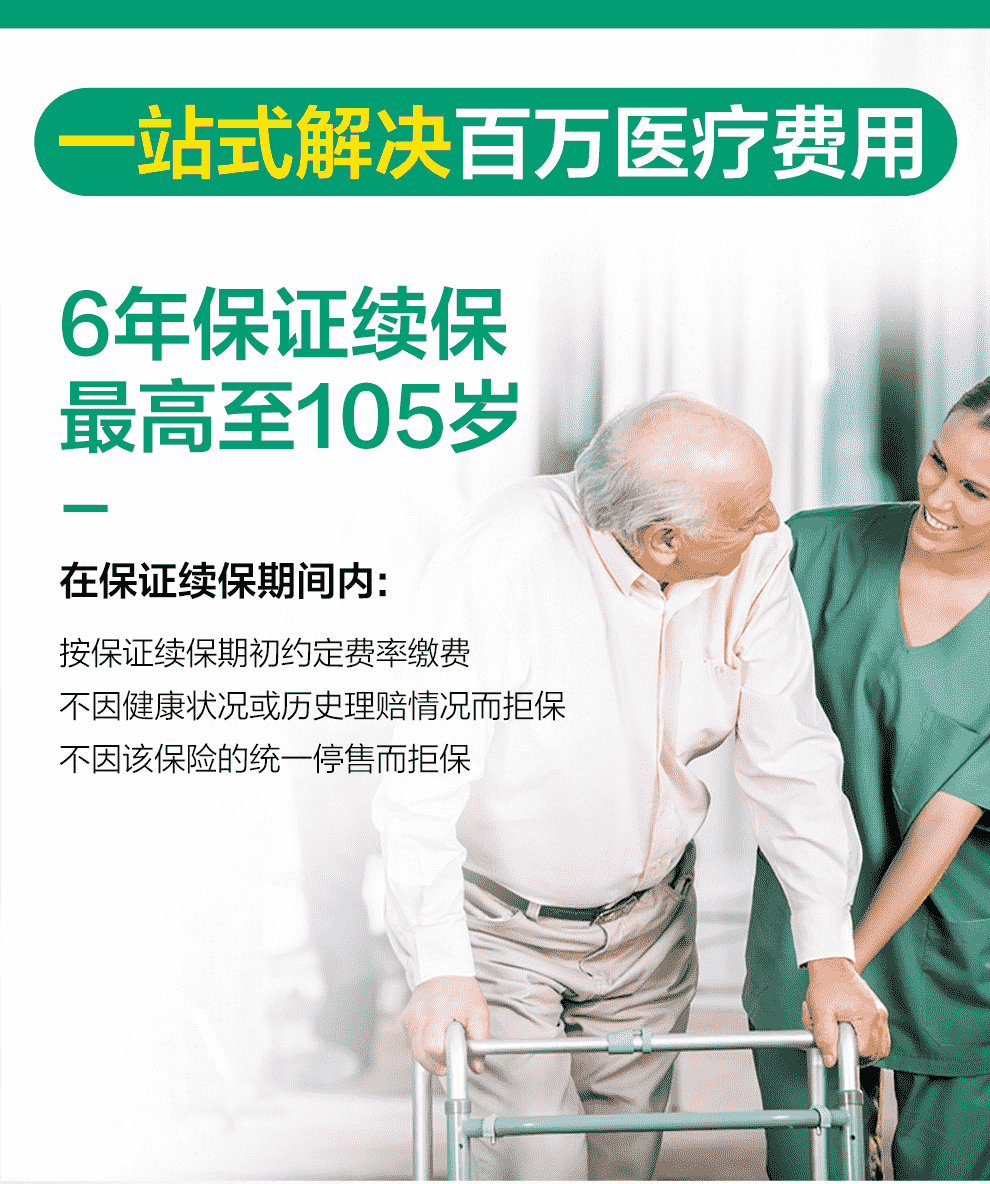 一站式解决百万医疗费用
6年保证续保
最高至105岁
在保证续保期间内：
按保证续保期初约定费率缴费
不因健康状况或历史理赔情况而拒保
不因该保险的统一停售而拒保